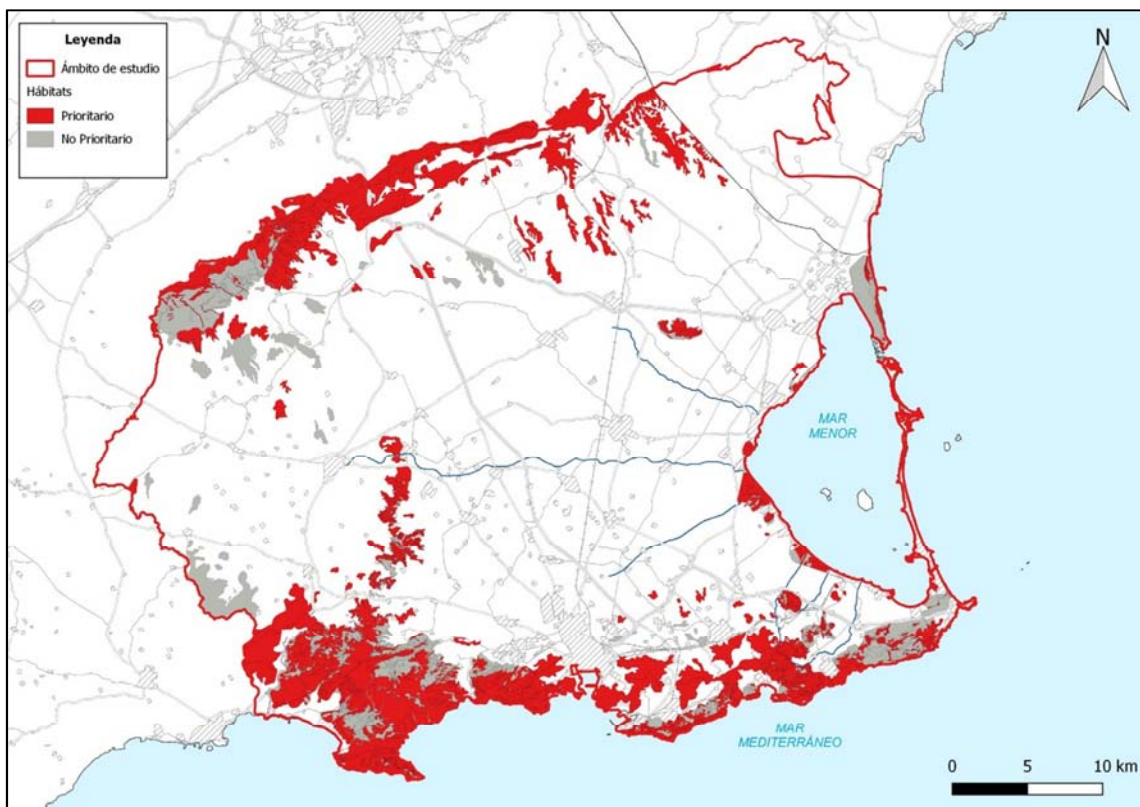 Leyenda
Ámbito de estudio
Hábitats
Prioritario
No Prioritario
N
MAR
MENOR
MAR
MEDITERRÁNEO
0 5 10 km